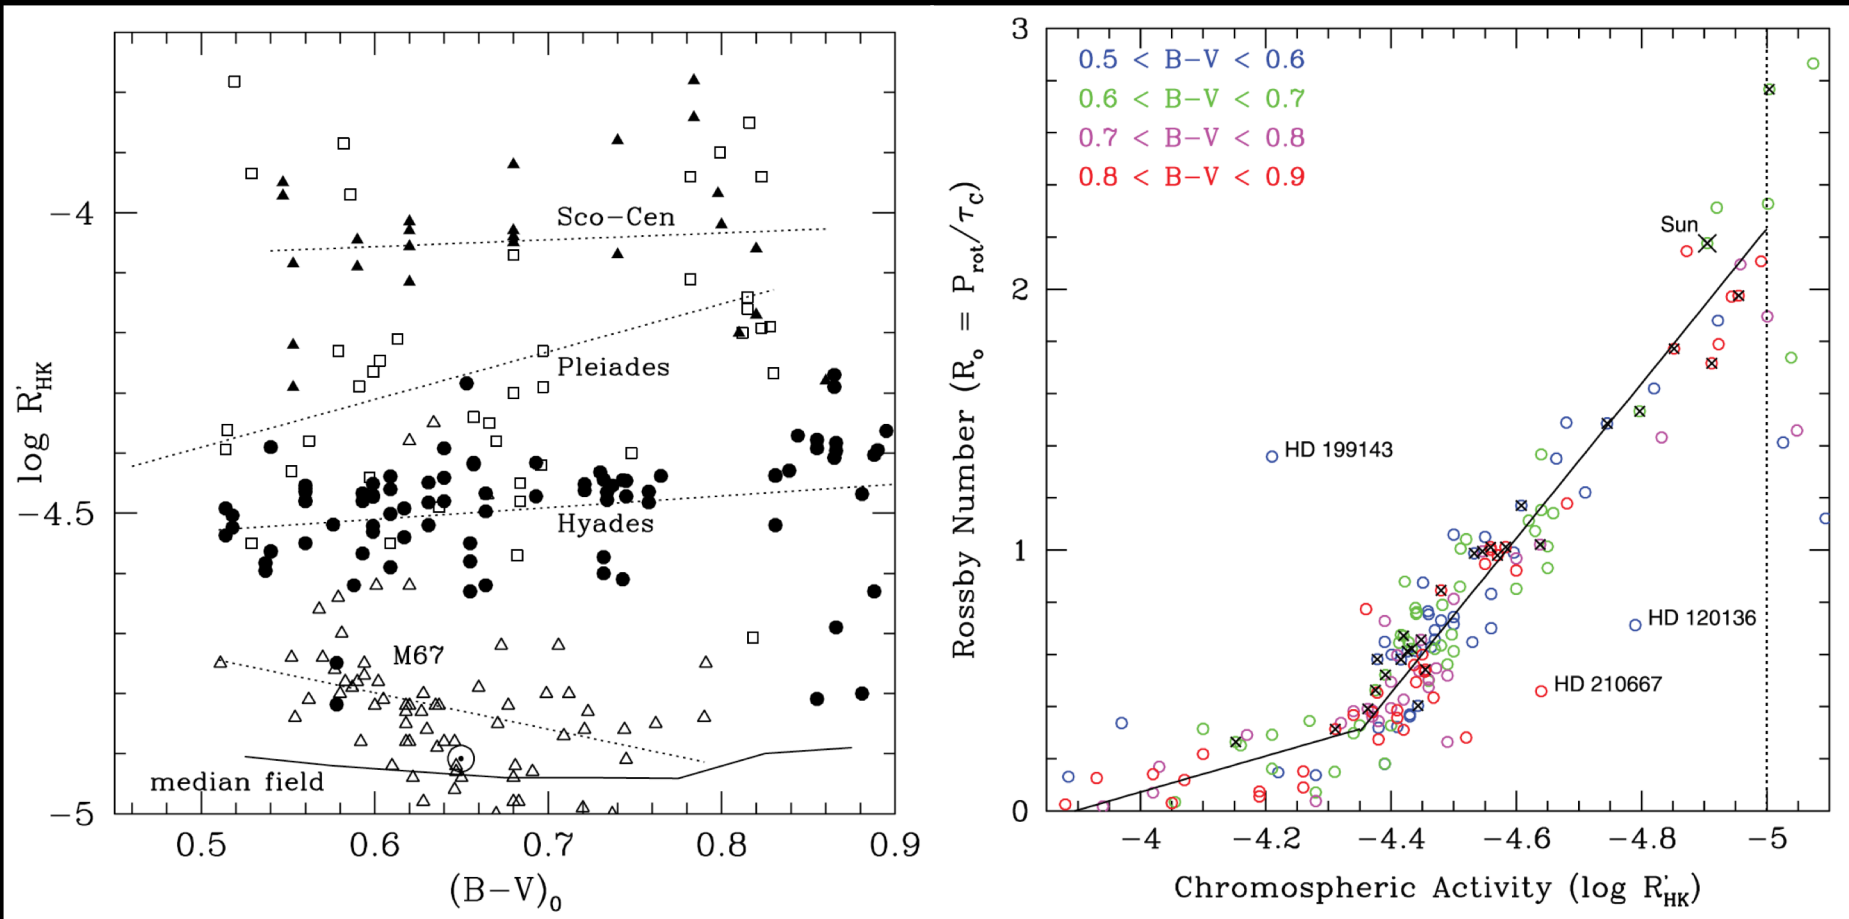 log R'HK
-4
-4.5
-5
Sco-Cen
Pleiades
Hyades
M67
median field
0.5 0.6 0.7 0.8 0.9
(B-V)0
Rossby Number (Ro = Prot/τC)
3
2
1
0
0.5 < B-V < 0.6
0.6 < B-V < 0.7
0.7 < B-V < 0.8
0.8 < B-V < 0.9
Sun
HD 199143
HD 120136
HD 210667
-4 -4.2 -4.4 -4.6 -4.8 -5
Chromospheric Activity (log R'HK)